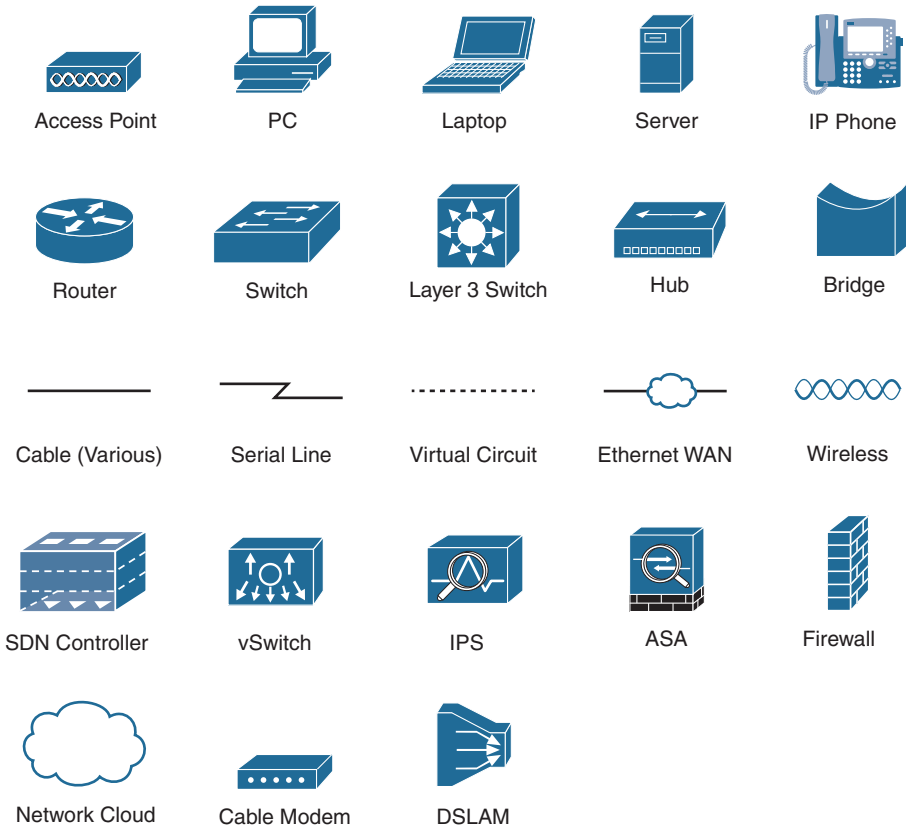 Access Point
PC
Laptop
Server
IP Phone
Router
Switch
Layer 3 Switch
Hub
Bridge
Cable (Various)
Serial Line
Virtual Circuit
Ethernet WAN
Wireless
SDN Controller
vSwitch
IPS
ASA
Firewall
Network Cloud
Cable Modem
DSLAM